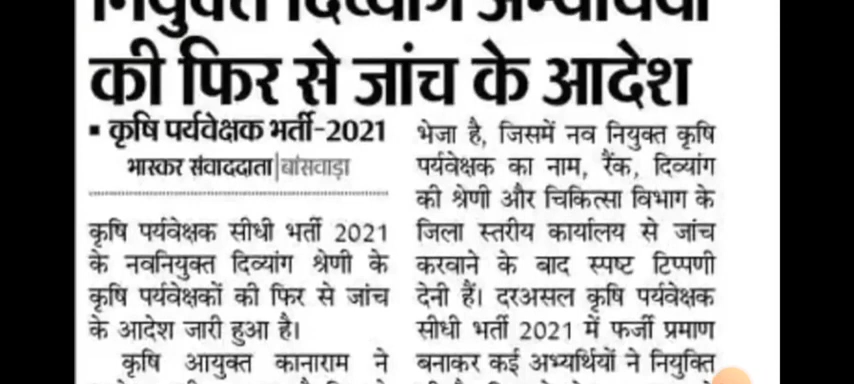 नियुक्त दिव्यांग अभ्यर्थियों
की फिर से जांच के आदेश
▪ कृषि पर्यवेक्षक भर्ती-2021
भास्कर संवाददाता|बांसवाड़ा
कृषि पर्यवेक्षक सीधी भर्ती 2021
के नवनियुक्त दिव्यांग श्रेणी के
कृषि पर्यवेक्षकों की फिर से जांच
के आदेश जारी हुआ है।
कृषि आयुक्त कानाराम ने
भेजा है, जिसमें नव नियुक्त कृषि
पर्यवेक्षक का नाम, रैंक, दिव्यांग
की श्रेणी और चिकित्सा विभाग के
जिला स्तरीय कार्यालय से जांच
करवाने के बाद स्पष्ट टिप्पणी
देनी हैं। दरअसल कृषि पर्यवेक्षक
सीधी भर्ती 2021 में फर्जी प्रमाण
बनाकर कई अभ्यर्थियों ने नियुक्ति